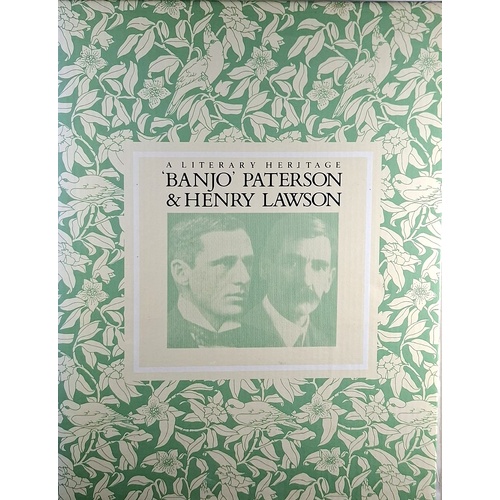 A LITERARY HERITAGE
'BANJO' PATERSON
& HENRY LAWSON